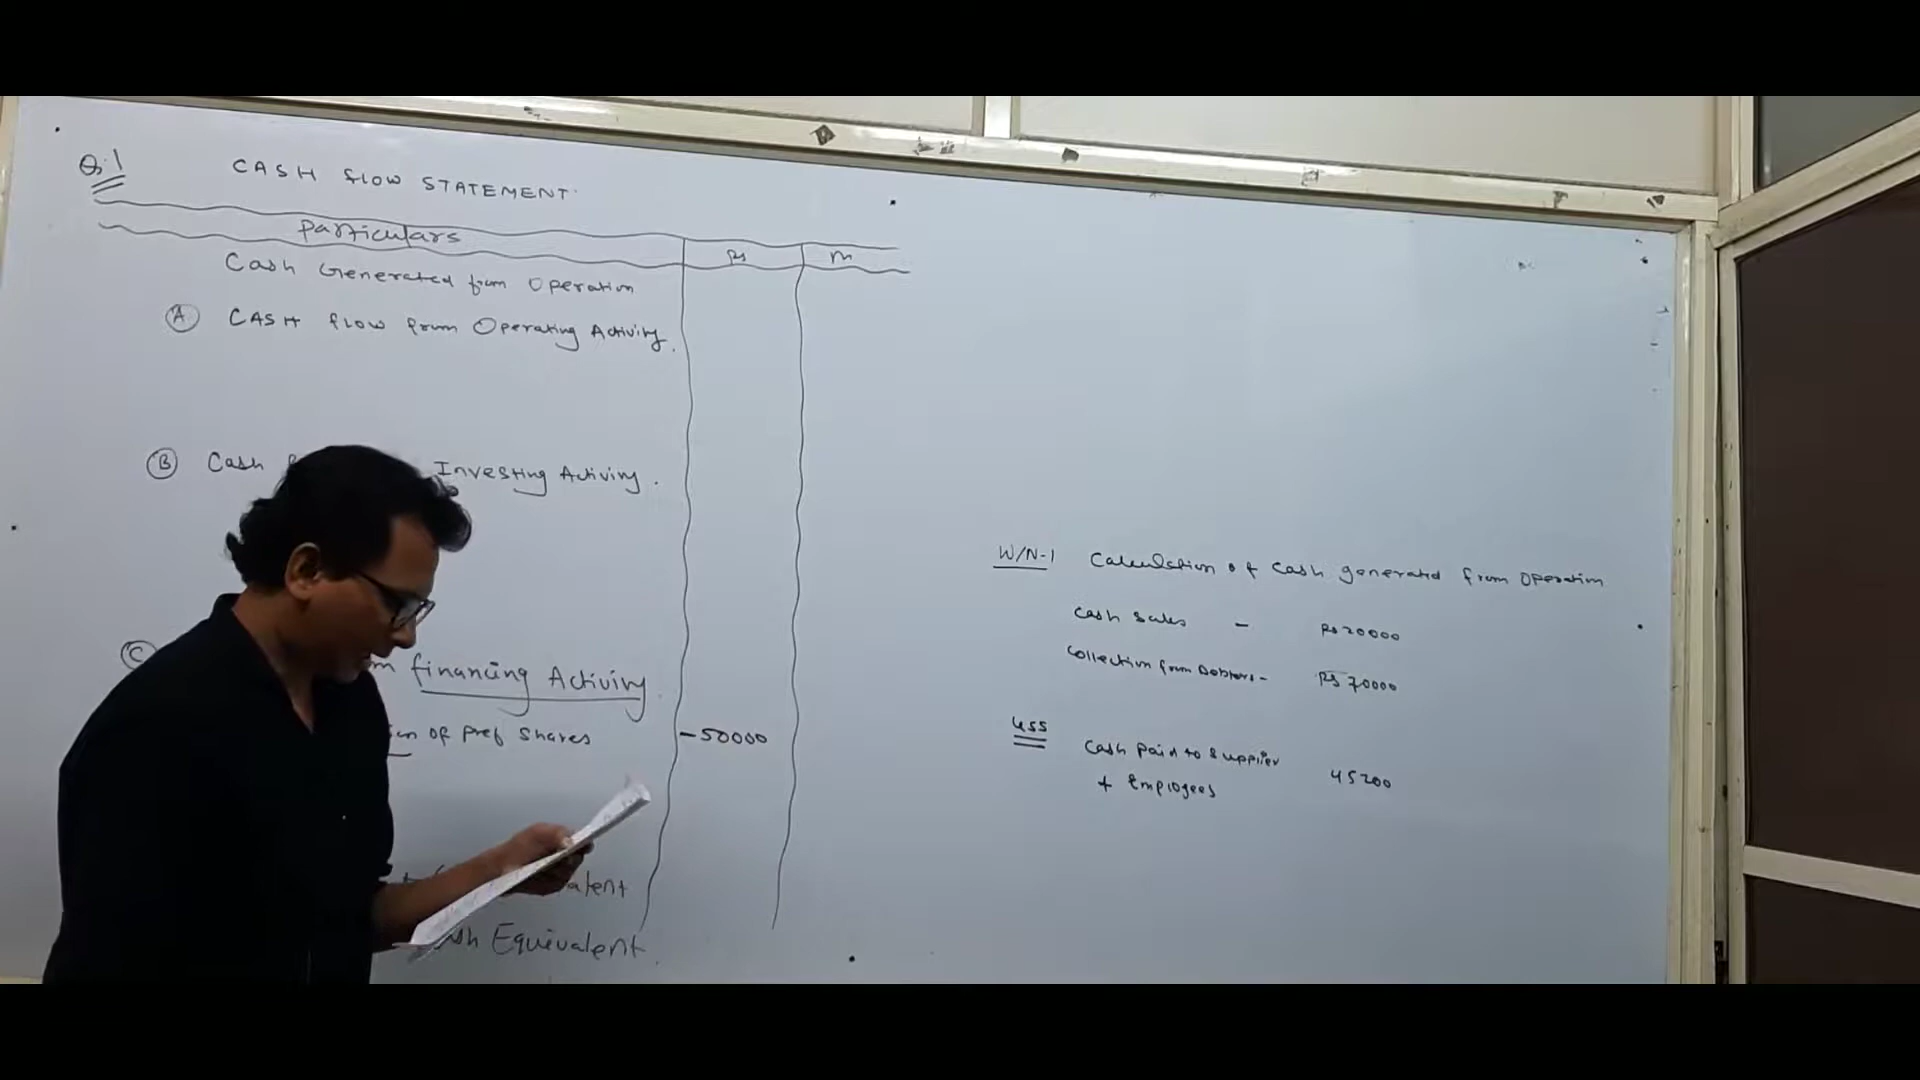 Q.1 CASH flow STATEMENT
Particulars Rs
Cash Generated from Operation
A CASH flow from Operating Activity.
B Cash Investing Activity.
C financing Activity
of Pref Shares -50000
Equivalent.
W/N-1 Calculation of cash generated from operation
Cash Sales - Rs 20000
Collection from Debtors - Rs 70000
Cash Paid to Supplier 45200
+ Employees